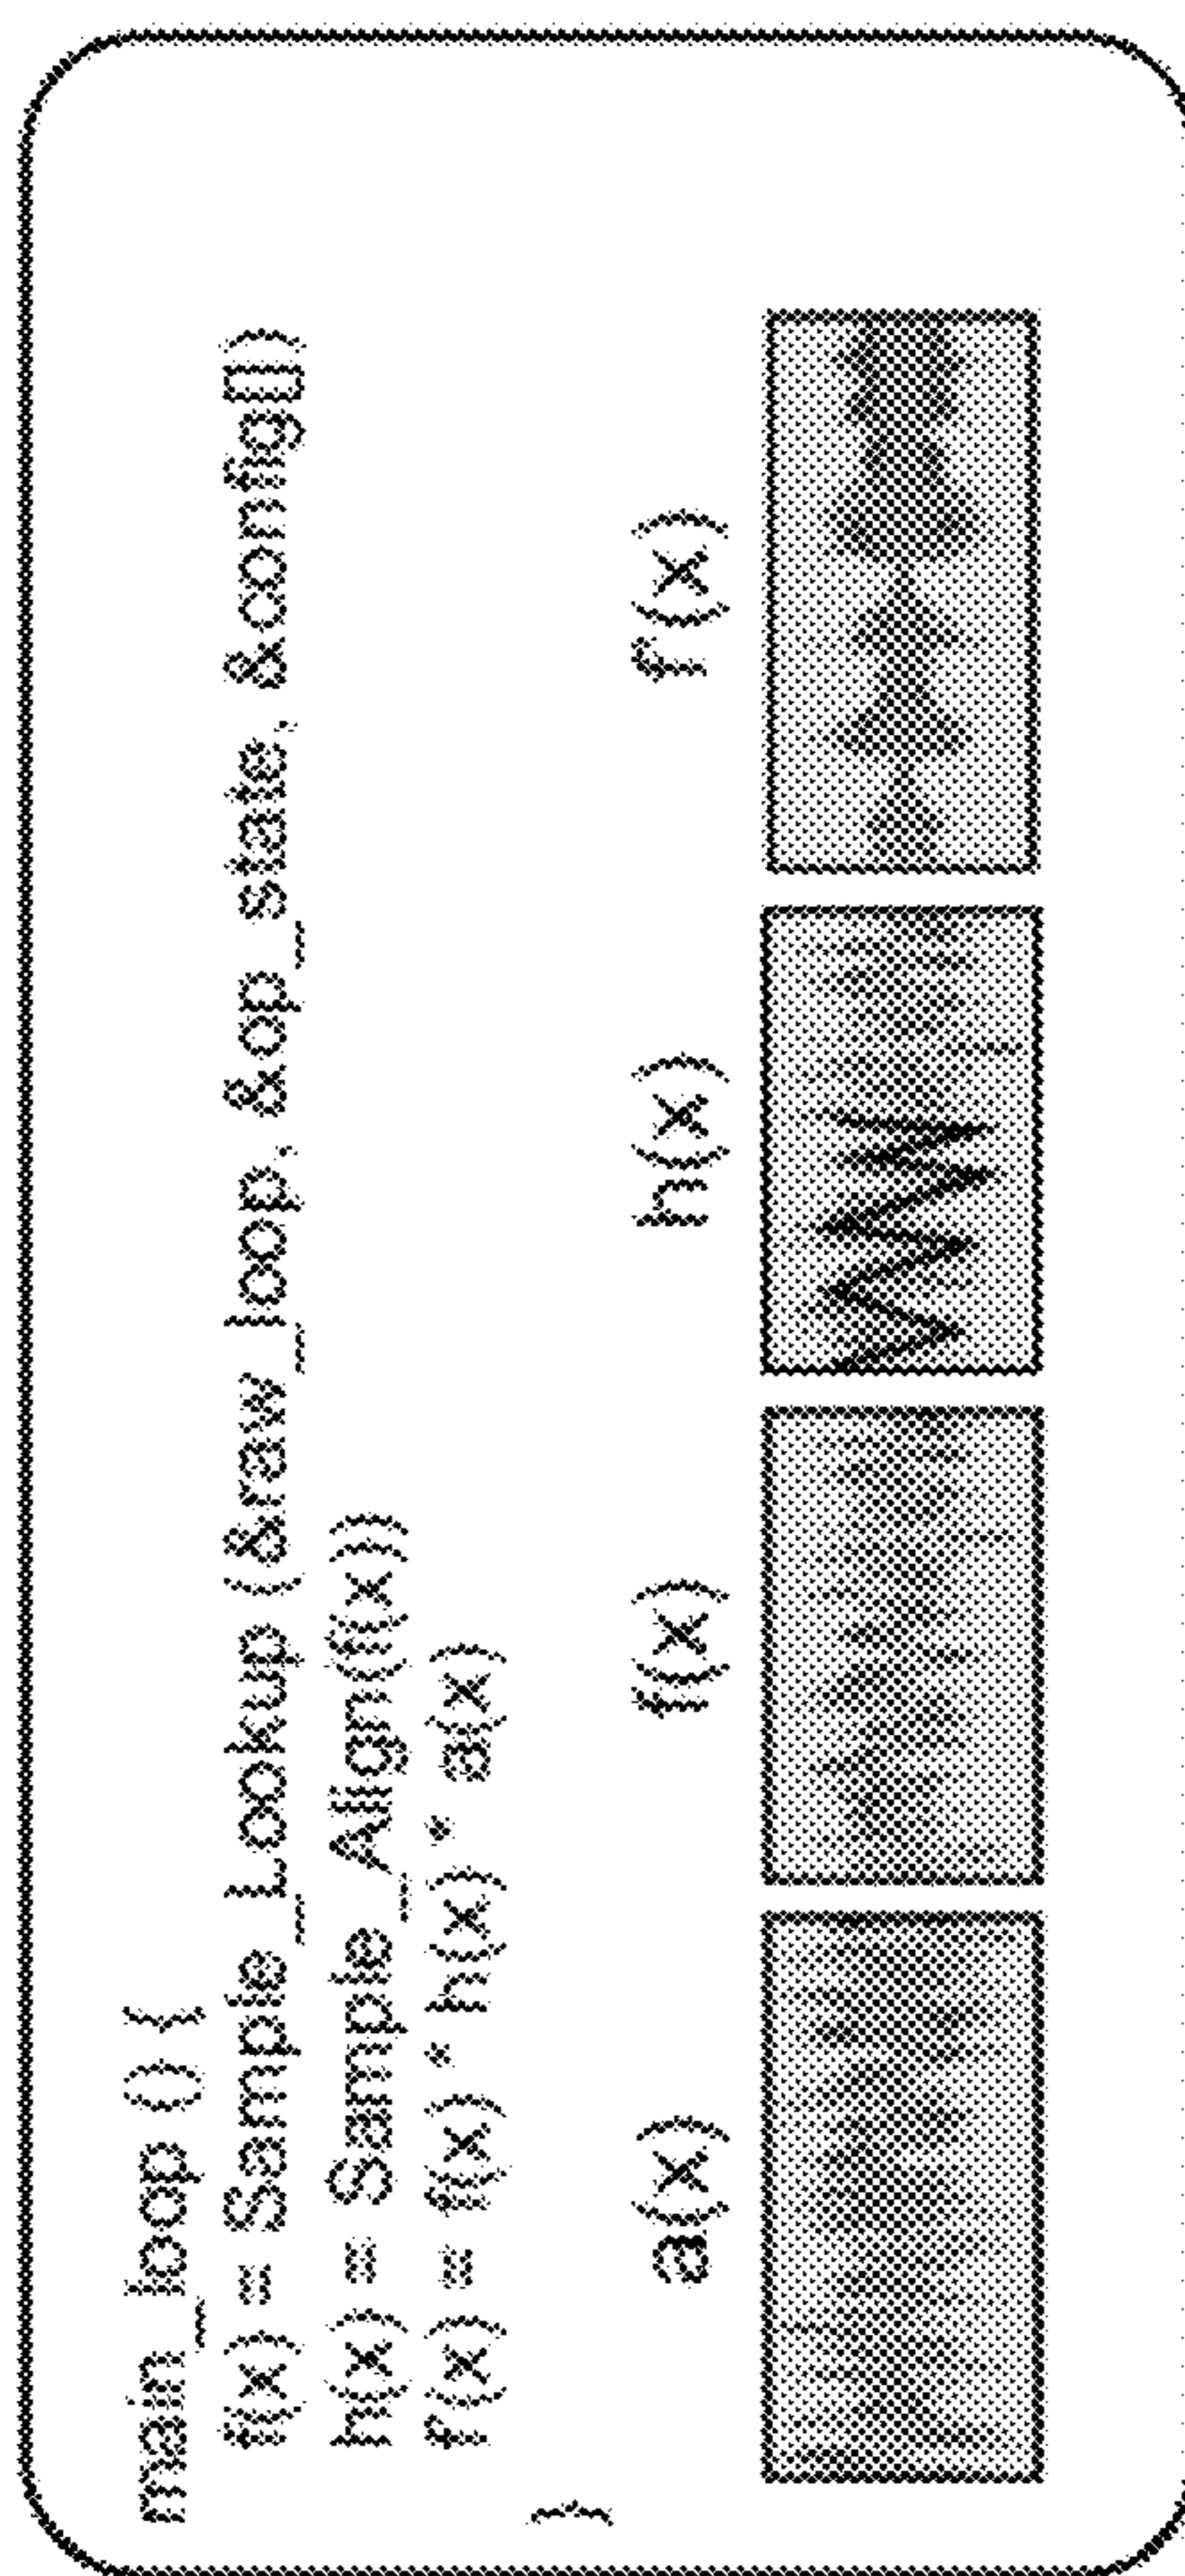 main_loop () {
f(x) = Sample_Lookup (&raw_loop, &op_state, &config[])
h(x) = Sample_Align(f(x))
f'(x) = f(x) * h(x) * a(x)
}
a(x) f(x) h(x) f'(x)